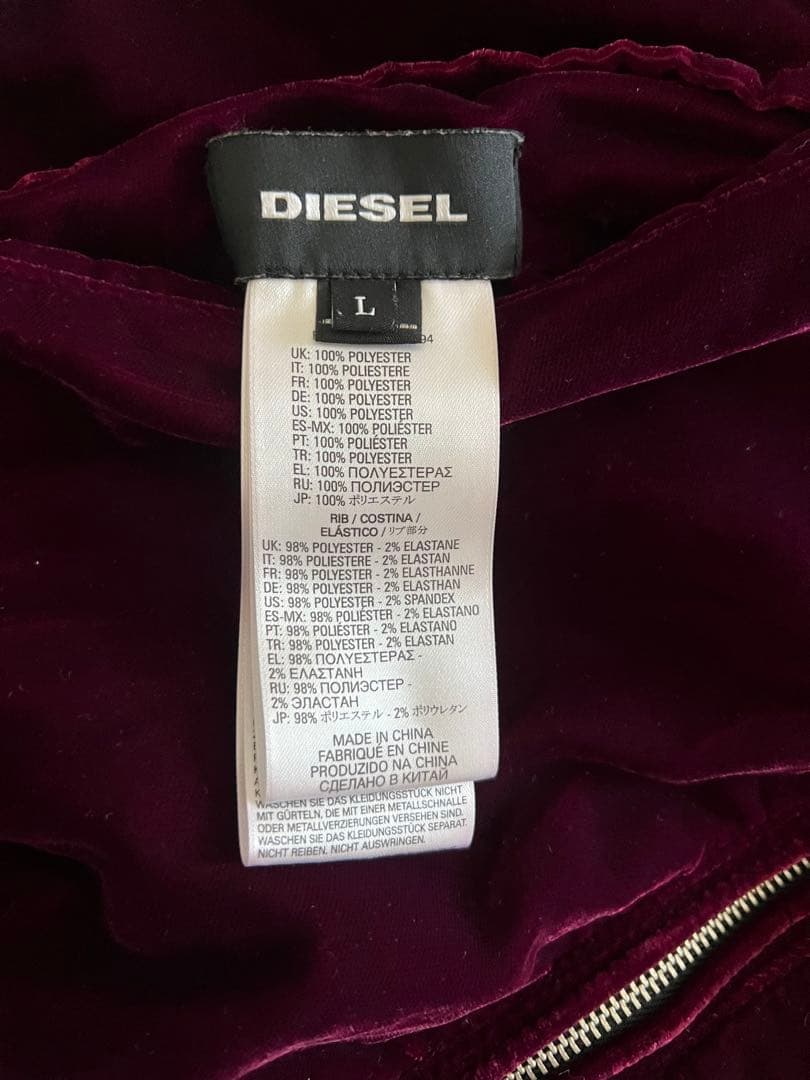 DIESEL
L
94
UK: 100% POLYESTER
IT: 100% POLIESTERE
FR: 100% POLYESTER
DE: 100% POLYESTER
US: 100% POLYESTER
ES-MX: 100% POLIÉSTER
PT: 100% POLIÉSTER
TR: 100% POLYESTER
EL: 100% ΠΟΛΥΕΣΤΕΡΑΣ
RU: 100% ПОЛИЭСТЕР
JP: 100% ポリエステル
RIB / COSTINA /
ELÁSTICO / リブ部分
UK: 98% POLYESTER - 2% ELASTANE
IT: 98% POLIESTERE - 2% ELASTAN
FR: 98% POLYESTER - 2% ELASTHANNE
DE: 98% POLYESTER - 2% ELASTHAN
US: 98% POLYESTER - 2% SPANDEX
ES-MX: 98% POLIÉSTER - 2% ELASTANO
PT: 98% POLIÉSTER - 2% ELASTANO
TR: 98% POLYESTER - 2% ELASTAN
EL: 98% ΠΟΛΥΕΣΤΕΡΑΣ -
2% ΕΛΑΣΤΑΝΗ
RU: 98% ПОЛИЭСТЕР -
2% ЭЛАСТАН
JP: 98% ポリエステル - 2% ポリウレタン
MADE IN CHINA
FABRIQUÉ EN CHINE
PRODUZIDO NA CHINA
СДЕЛАНО В КИТАЙ
WASCHEN SIE DAS KLEIDUNGSSTÜCK NICHT
MIT GÜRTELN, DIE MIT EINER METALLSCHNALLE
ODER METALLVERZIERUNGEN VERSEHEN SIND.
WASCHEN SIE DAS KLEIDUNGSSTÜCK SEPARAT.
NICHT REIBEN. NICHT AUSWRINGEN.